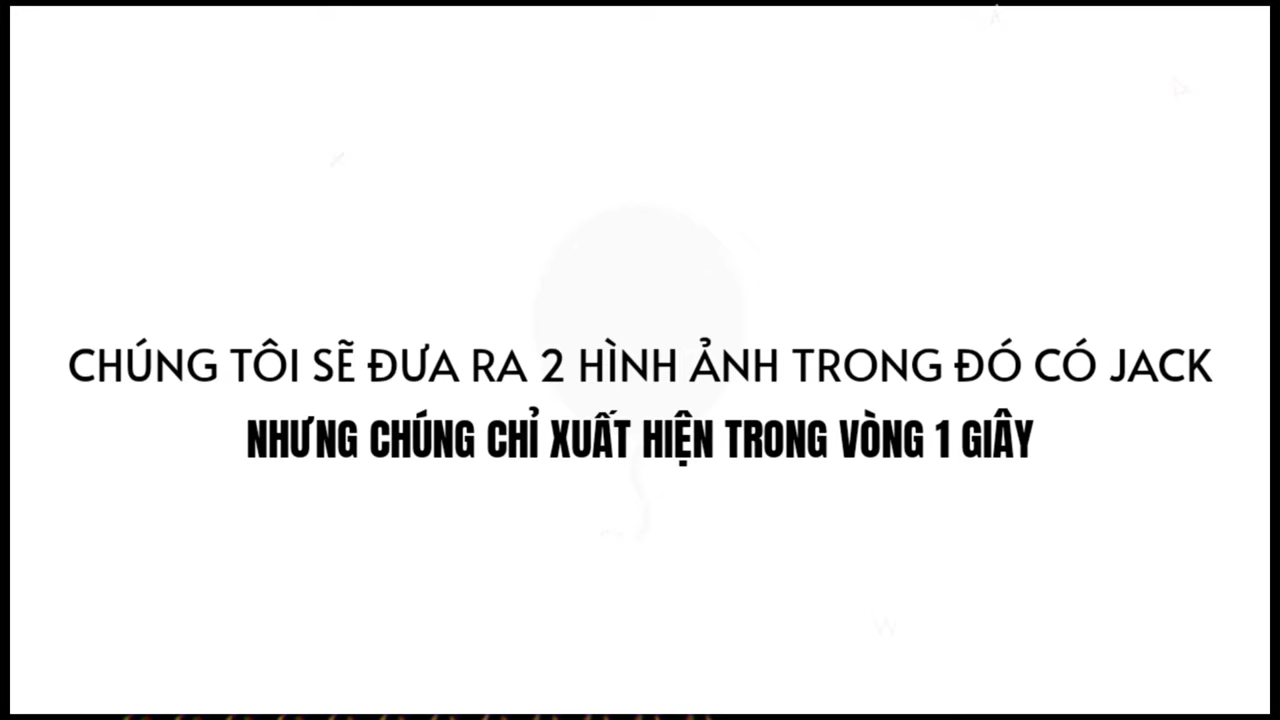 CHÚNG TÔI SẼ ĐƯA RA 2 HÌNH ẢNH TRONG ĐÓ CÓ JACK
NHƯNG CHÚNG CHỈ XUẤT HIỆN TRONG VÒNG 1 GIÂY